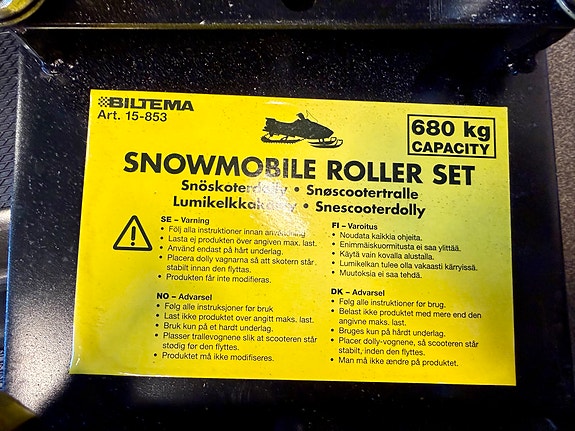 BILTEMA
Art. 15-853
680 kg
CAPACITY
SNOWMOBILE ROLLER SET
Snöskoterdolly • Snøscootertralle
Lumikelkkakärry • Snescooterdolly
SE – Varning
• Följ alla instruktioner innan användning.
• Lasta ej produkten över angiven max. last.
• Använd endast på hårt underlag.
• Placera dolly vagnarna så att skotern står
stabilt innan den flyttas.
• Produkten får inte modifieras.
NO – Advarsel
• Følg alle instruksjoner før bruk
• Last ikke produkten over angitt maks. last.
• Bruk kun på et hardt underlag.
• Plasser trallevognene slik at scooteren står
stødig før den flyttes.
• Produktet må ikke modifiseres.
FI – Varoitus
• Noudata kaikkia ohjeita.
• Enimmäiskuormitusta ei saa ylittää.
• Käytä vain kovalla alustalla.
• Lumikelkan tulee olla vakaasti kärryissä.
• Muutoksia ei saa tehdä.
DK – Advarsel
• Følg alle instruktioner før brug.
• Belast ikke produktet med mere end den
angivne maks. last.
• Bruges kun på hårdt underlag.
• Placer dolly-vognene, så scooteren står
stabilt, inden den flyttes.
• Man må ikke ændre på produktet.